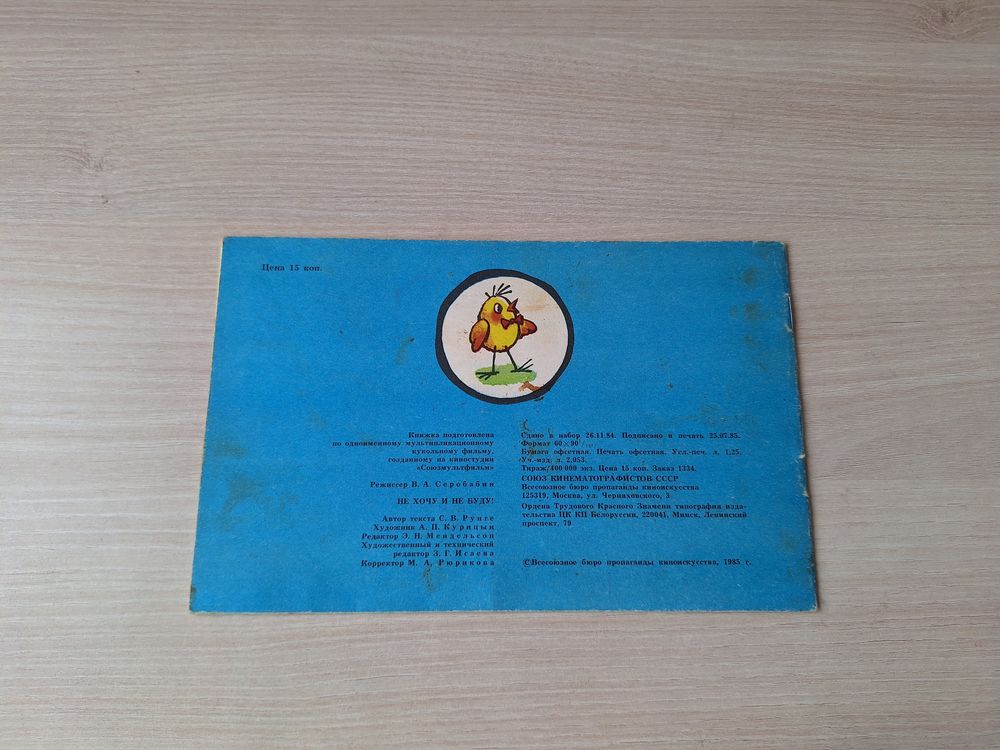 Цена 15 коп.
Книжка подготовлена
по одноименному мультипликационному
кукольному фильму,
созданному на киностудии
«Союзмультфильм»
Режиссер В. А. Серобабин
НЕ ХОЧУ И НЕ БУДУ!
Автор текста С. В. Рунге
Художник А. П. Курицын
Редактор Э. Н. Мендельсон
Художественный и технический
редактор З. Г. Исаева
Корректор М. А. Рюрикова
Сдано в набор 26.11.84. Подписано и печать 25.07.85.
Формат 60×90
Бумага офсетная. Печать офсетная. Усл.-печ. л. 1,25.
Уч.-изд. л. 2,053.
Тираж 400 000 экз. Цена 15 коп. Заказ 1334.
СОЮЗ КИНЕМАТОГРАФИСТОВ СССР
Всесоюзное бюро пропаганды киноискусства
125319, Москва, ул. Черняховского, 3
Ордена Трудового Красного Знамени типография изда-
тельства ЦК КП Белоруссии, 220041, Минск, Ленинский
проспект, 79
©Всесоюзное бюро пропаганды киноискусства, 1985 г.